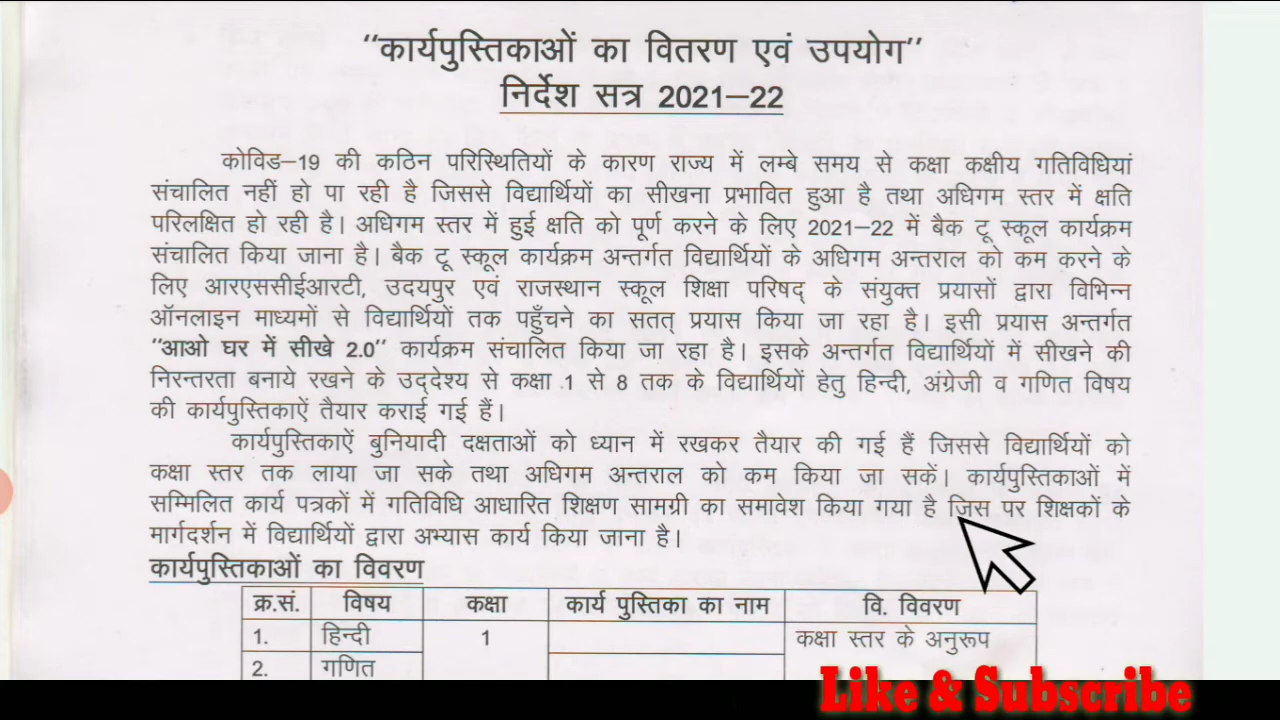 "कार्यपुस्तिकाओं का वितरण एवं उपयोग"
निर्देश सत्र 2021–22
कोविड–19 की कठिन परिस्थितियों के कारण राज्य में लम्बे समय से कक्षा कक्षीय गतिविधियां
संचालित नहीं हो पा रही है जिससे विद्यार्थियों का सीखना प्रभावित हुआ है तथा अधिगम स्तर में क्षति
परिलक्षित हो रही है। अधिगम स्तर में हुई क्षति को पूर्ण करने के लिए 2021–22 में बैक टू स्कूल कार्यक्रम
संचालित किया जाना है। बैक टू स्कूल कार्यक्रम अन्तर्गत विद्यार्थियों के अधिगम अन्तराल को कम करने के
लिए आरएससीईआरटी, उदयपुर एवं राजस्थान स्कूल शिक्षा परिषद् के संयुक्त प्रयासों द्वारा विभिन्न
ऑनलाइन माध्यमों से विद्यार्थियों तक पहुँचने का सतत् प्रयास किया जा रहा है। इसी प्रयास अन्तर्गत
"आओ घर में सीखे 2.0" कार्यक्रम संचालित किया जा रहा है। इसके अन्तर्गत विद्यार्थियों में सीखने की
निरन्तरता बनाये रखने के उद्देश्य से कक्षा 1 से 8 तक के विद्यार्थियों हेतु हिन्दी, अंग्रेजी व गणित विषय
की कार्यपुस्तिकाऐं तैयार कराई गई हैं।
कार्यपुस्तिकाऐं बुनियादी दक्षताओं को ध्यान में रखकर तैयार की गई हैं जिससे विद्यार्थियों को
कक्षा स्तर तक लाया जा सके तथा अधिगम अन्तराल को कम किया जा सकें। कार्यपुस्तिकाओं में
सम्मिलित कार्य पत्रकों में गतिविधि आधारित शिक्षण सामग्री का समावेश किया गया है जिस पर शिक्षकों के
मार्गदर्शन में विद्यार्थियों द्वारा अभ्यास कार्य किया जाना है।
कार्यपुस्तिकाओं का विवरण
क्र.सं. विषय कक्षा कार्य पुस्तिका का नाम वि. विवरण
1. हिन्दी 1 कक्षा स्तर के अनुरूप
2. गणित
Like & Subscribe